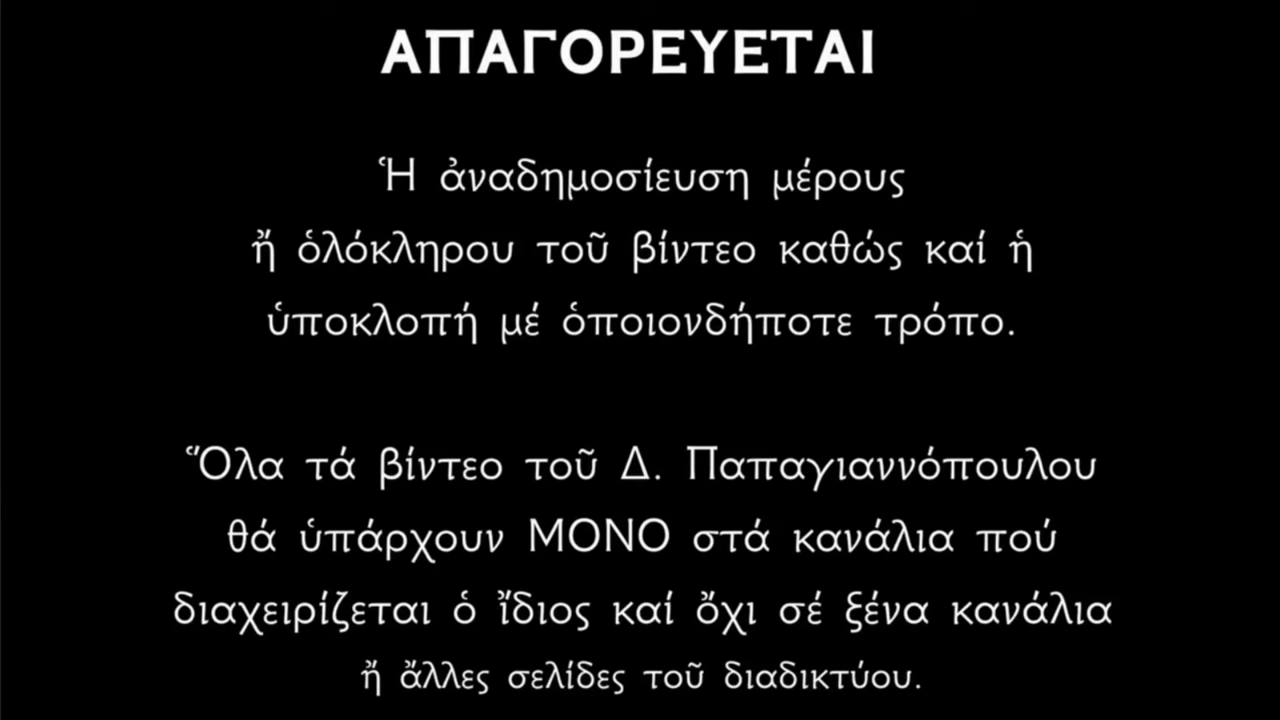 ΑΠΑΓΟΡΕΥΕΤΑΙ
Ἡ ἀναδημοσίευση μέρους
ἤ ὁλόκληρου τοῦ βίντεο καθώς καί ἡ
ὑποκλοπή μέ ὁποιονδήποτε τρόπο.
Ὅλα τά βίντεο τοῦ Δ. Παπαγιαννόπουλου
θά ὑπάρχουν ΜΟΝΟ στά κανάλια πού
διαχειρίζεται ὁ ἴδιος καί ὄχι σέ ξένα κανάλια
ἤ ἄλλες σελίδες τοῦ διαδικτύου.